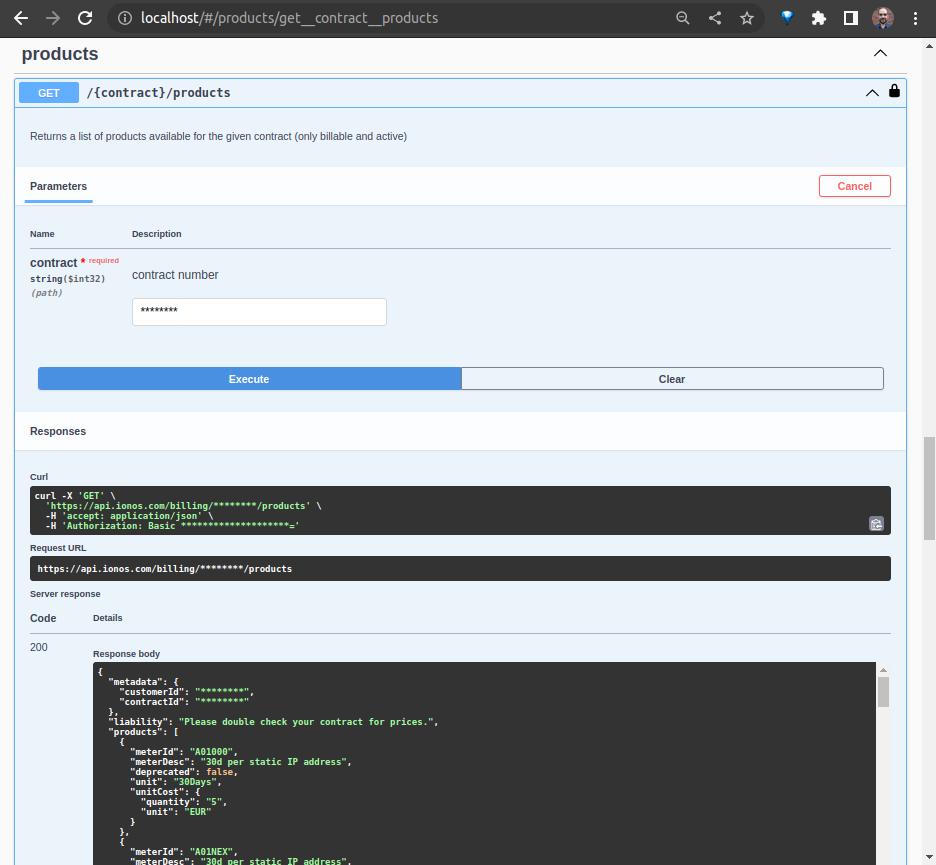 localhost/#/products/get__contract__products
products
GET /{contract}/products
Returns a list of products available for the given contract (only billable and active)
Parameters
Cancel
Name Description
contract * required
string($int32)
(path)
contract number
********
Execute Clear
Responses
Curl
curl -X 'GET' \
'https://api.ionos.com/billing/********/products' \
-H 'accept: application/json' \
-H 'Authorization: Basic ********************='
Request URL
https://api.ionos.com/billing/********/products
Server response
Code Details
200
Response body
{
"metadata": {
"customerId": "********",
"contractId": "********"
},
"liability": "Please double check your contract for prices.",
"products": [
{
"meterId": "A01000",
"meterDesc": "30d per static IP address",
"deprecated": false,
"unit": "30Days",
"unitCost": {
"quantity": "5",
"unit": "EUR"
}
},
{
"meterId": "A01NEX",
"meterDesc": "30d per static IP address",